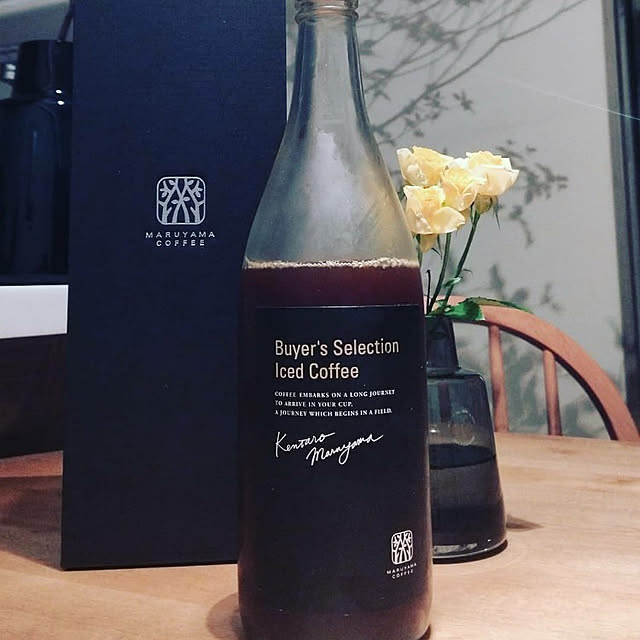 MARUYAMA
COFFEE
Buyer's Selection
Iced Coffee
COFFEE EMBARKS ON A LONG JOURNEY
TO ARRIVE IN YOUR CUP,
A JOURNEY WHICH BEGINS IN A FIELD.
Kentaro
Maruyama
MARUYAMA
COFFEE